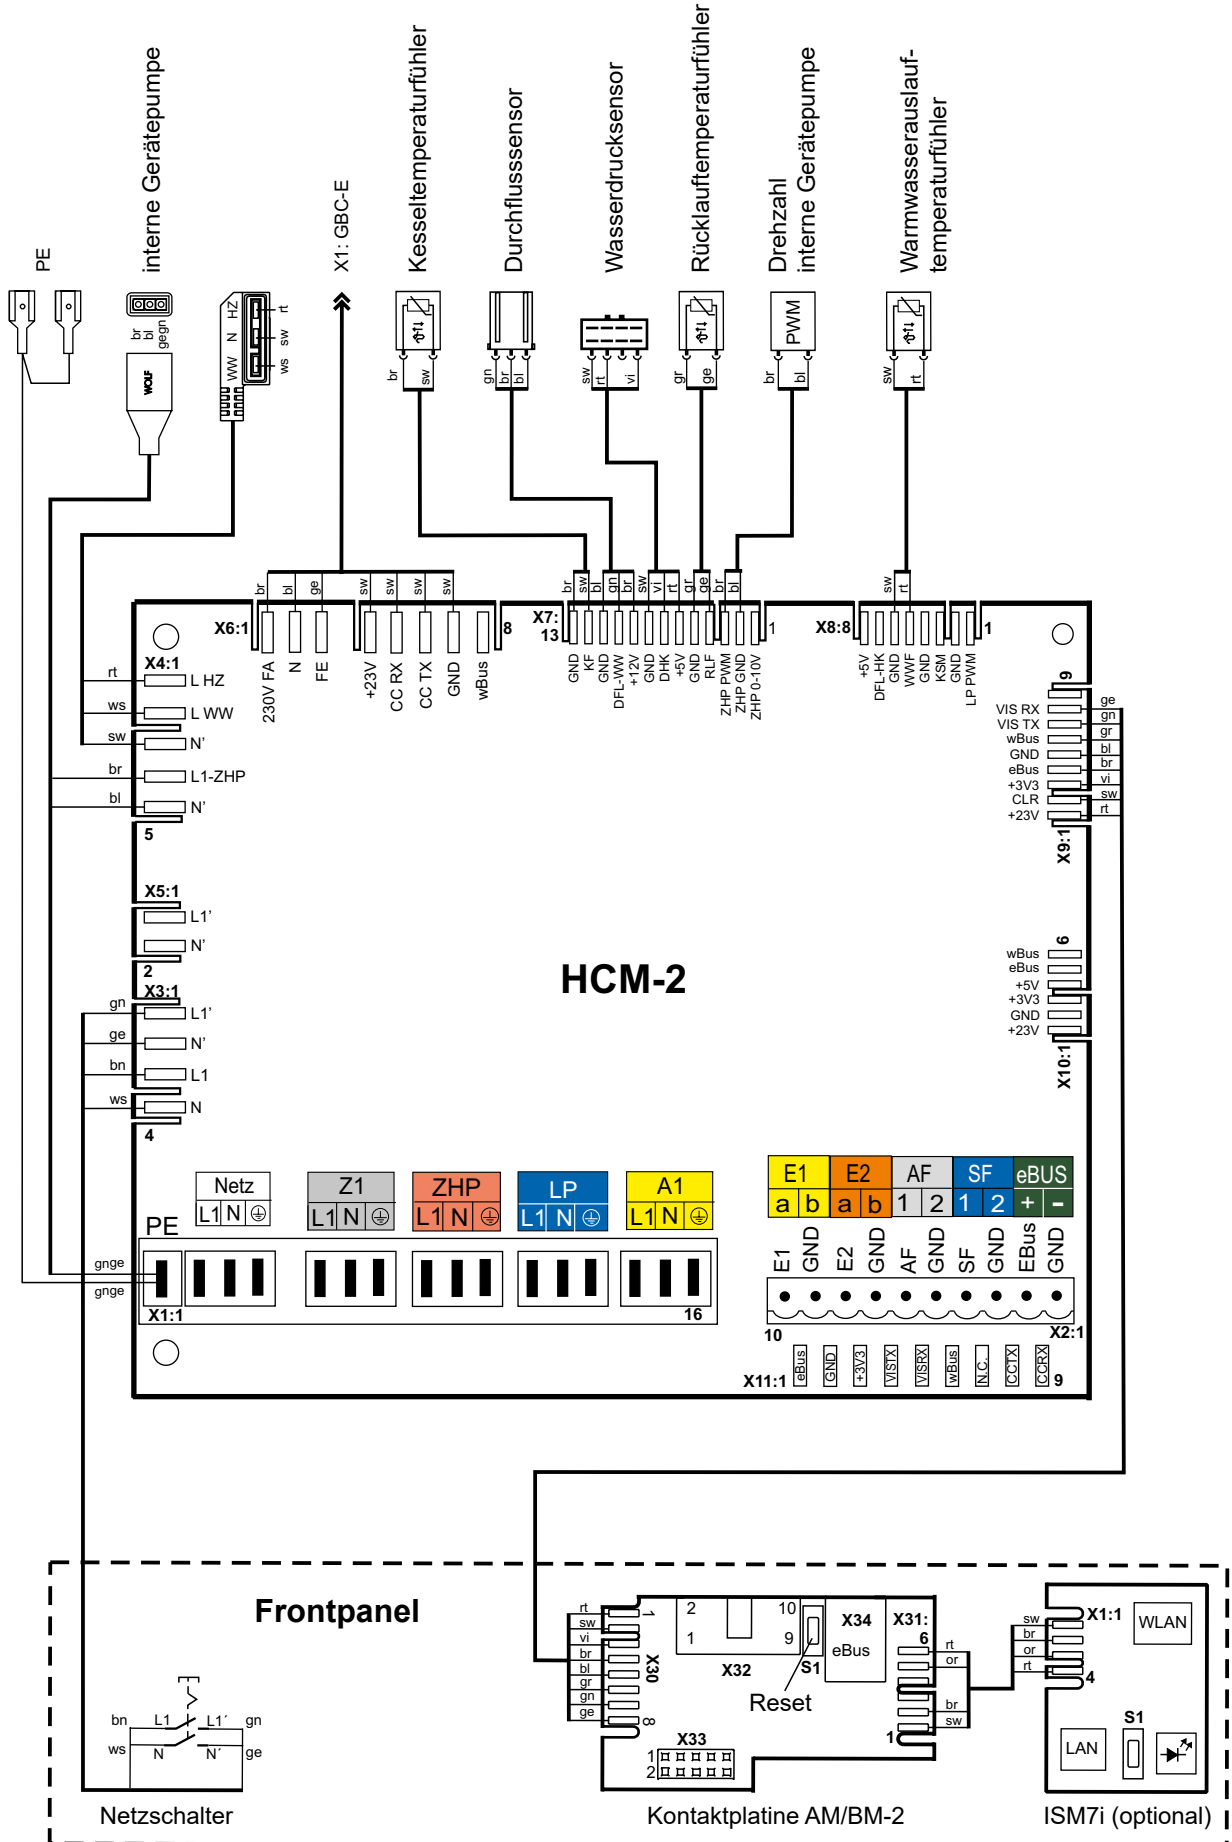 PE
interne Gerätepumpe
X1: GBC-E
Kesseltemperaturfühler
Durchflusssensor
Wasserdrucksensor
Rücklauftemperaturfühler
Drehzahl
interne Gerätepumpe
Warmwasserauslauf-
temperaturfühler
br
bl
gegn
WOLF
WW N HZ
ws
sw
rt
br sw
gn br bl
sw rt vi
gr ge
PWM
br bl
sw rt
br bl ge sw sw sw sw
br sw bl gn br sw vi rt gr ge br bl
sw rt
X6:1
8
X7:
13
1
X8:8
1
230V FA
N
FE
+23V
CC RX
CC TX
GND
wBus
GND
KF
GND
DFL-WW
+12V
GND
DHK
+5V
GND
RLF
ZHP PWM
ZHP GND
ZHP 0-10V
+5V
DFL-HK
GND
WWF
GND
KSM
GND
LP PWM
X4:1
rt L HZ
ws L WW
sw N'
br L1-ZHP
bl N'
5
X5:1
L1'
N'
2
X3:1
gn L1'
ge N'
bn L1
ws N
4
9
VIS RX ge
VIS TX gn
wBus gr
GND bl
eBus br
+3V3 vi
CLR sw
+23V rt
X9:1
HCM-2
6
wBus
eBus
+5V
+3V3
GND
+23V
X10:1
PE
Netz
L1 N
Z1
L1 N
ZHP
L1 N
LP
L1 N
A1
L1 N
gnge
gnge
X1:1
16
E1 E2 AF SF eBUS
a b a b 1 2 1 2 + -
E1
GND
E2
GND
AF
GND
SF
GND
EBus
GND
10
X2:1
X11:1
eBus
GND
+3V3
VISTX
VISRX
wBus
N.C.
CCTX
CCRX
9
Frontpanel
bn L1 L1´ gn
ws N N´ ge
Netzschalter
rt
sw
vi
br
bl
gr
gn
ge
1
X30
8
2 10
1 9
X32
S1
Reset
X34
eBus
X31:
6
rt
or
br
sw
1
X33
1
2
Kontaktplatine AM/BM-2
sw
br
or
rt
X1:1
4
WLAN
LAN
S1
ISM7i (optional)